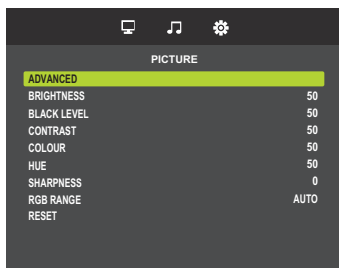 PICTURE
ADVANCED
BRIGHTNESS 50
BLACK LEVEL 50
CONTRAST 50
COLOUR 50
HUE 50
SHARPNESS 0
RGB RANGE AUTO
RESET